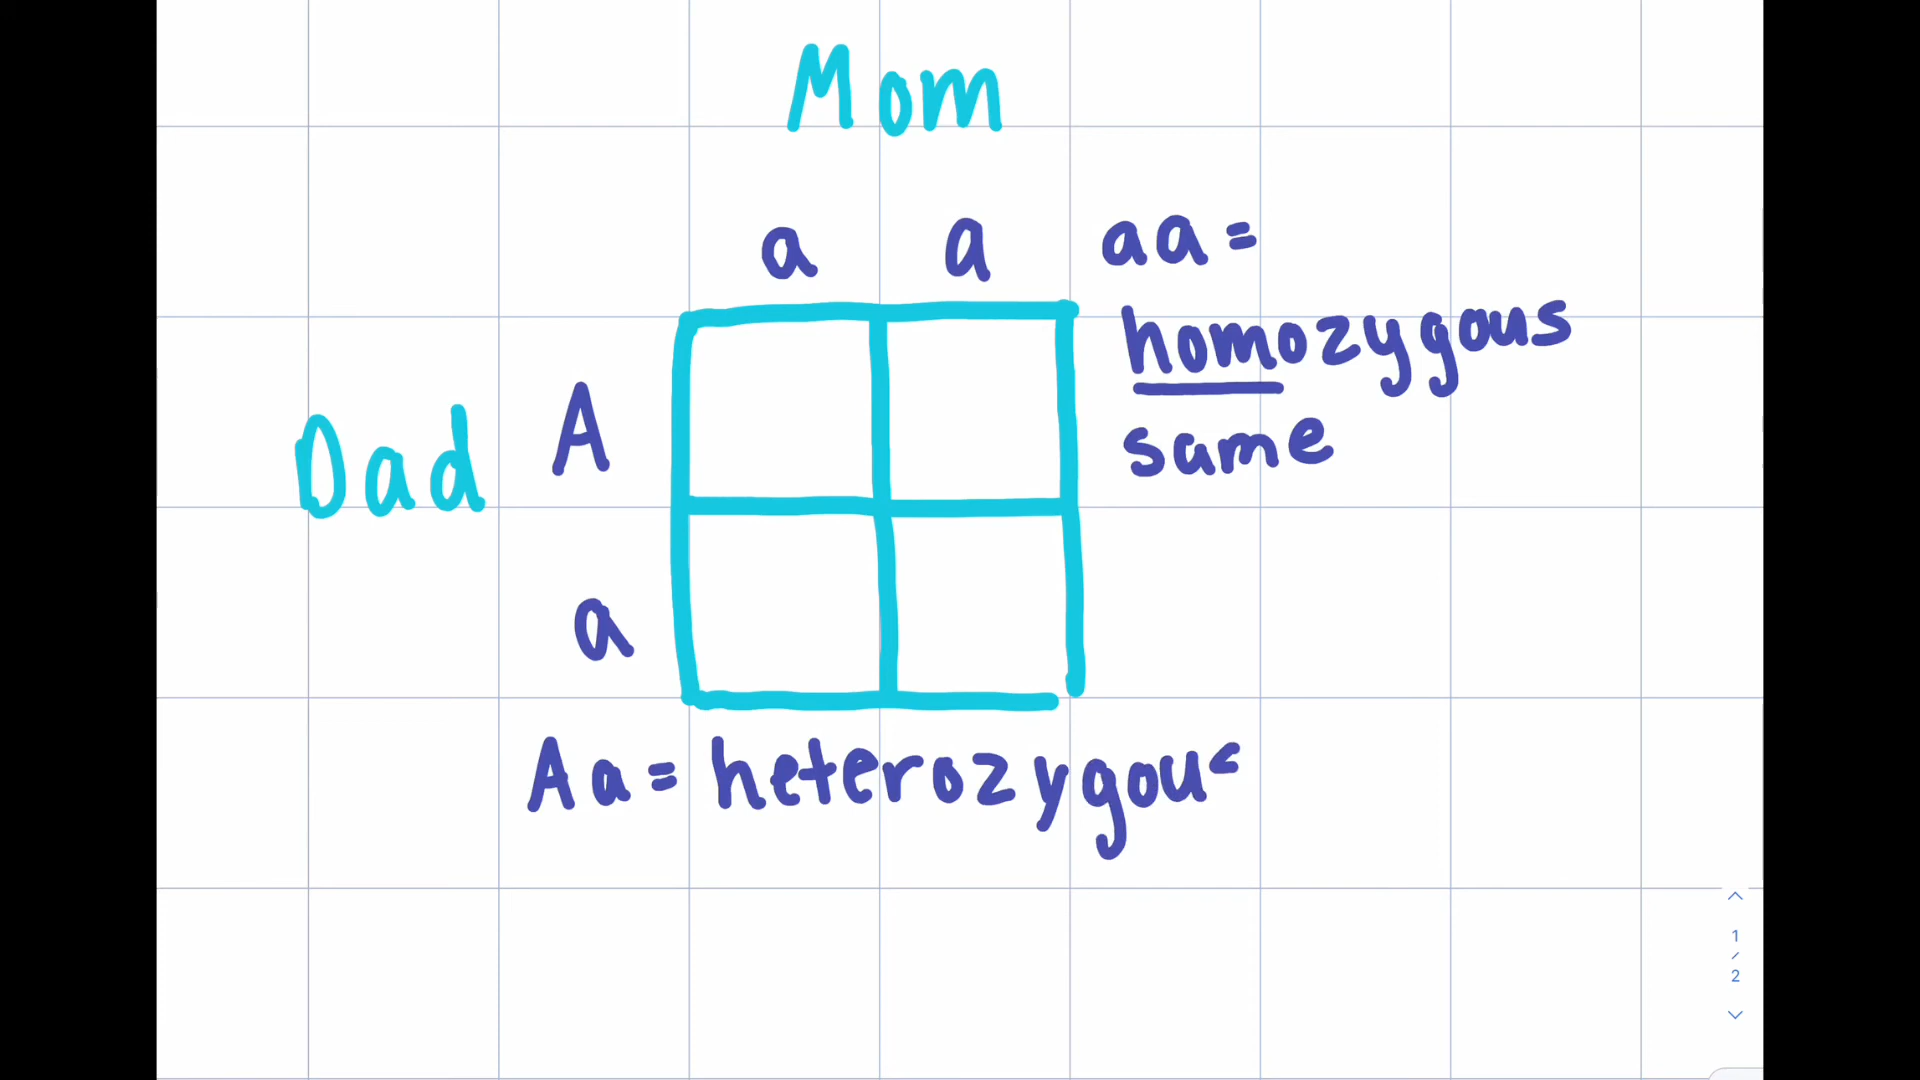 Mom
a a
aa =
homozygous
same
Dad
A
a
Aa = heterozygous
1
/
2